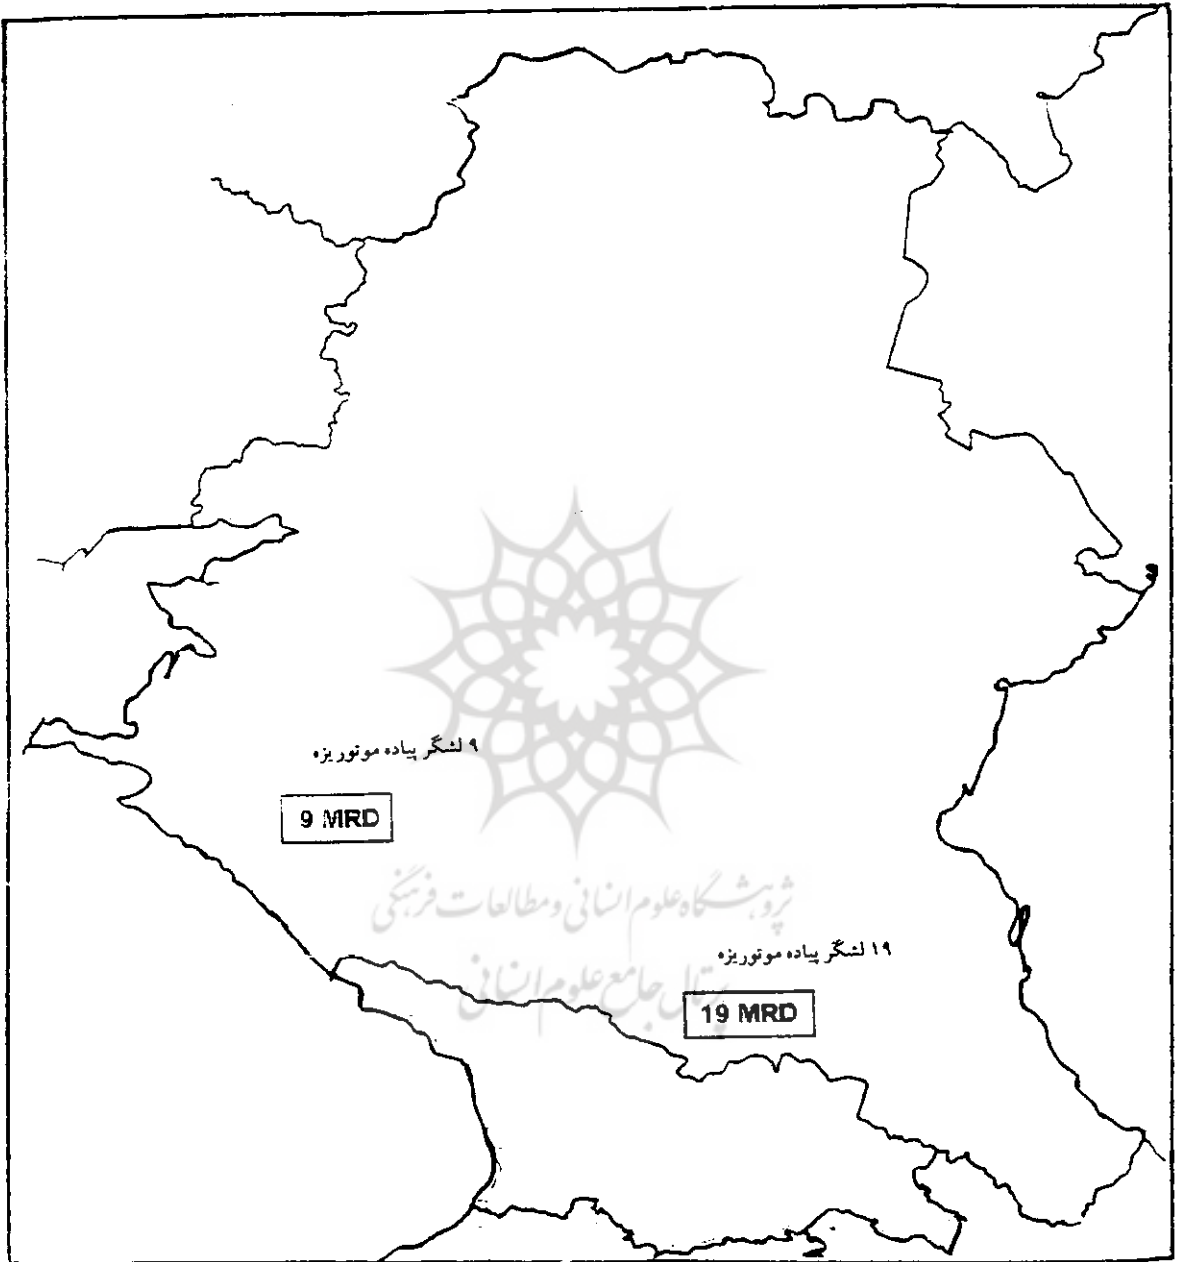 ۹ لشگر پیاده موتوریزه
9 MRD
پژوهشگاه علوم انسانی و مطالعات فرهنگی
۱۹ لشگر پیاده موتوریزه
پرتال جامع علوم انسانی
19 MRD